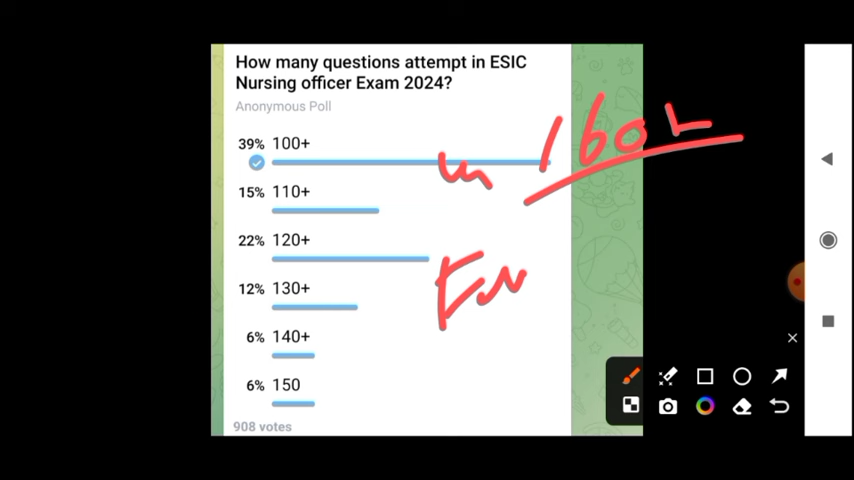 How many questions attempt in ESIC
Nursing officer Exam 2024?
Anonymous Poll
39% 100+
15% 110+
22% 120+
12% 130+
6% 140+
6% 150
908 votes